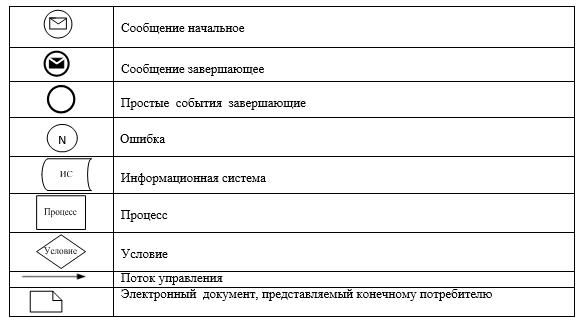 Сообщение начальное
Сообщение завершающее
Простые события завершающие
N Ошибка
ИС Информационная система
Процесс Процесс
Условие Условие
Поток управления
Электронный документ, представляемый конечному потребителю